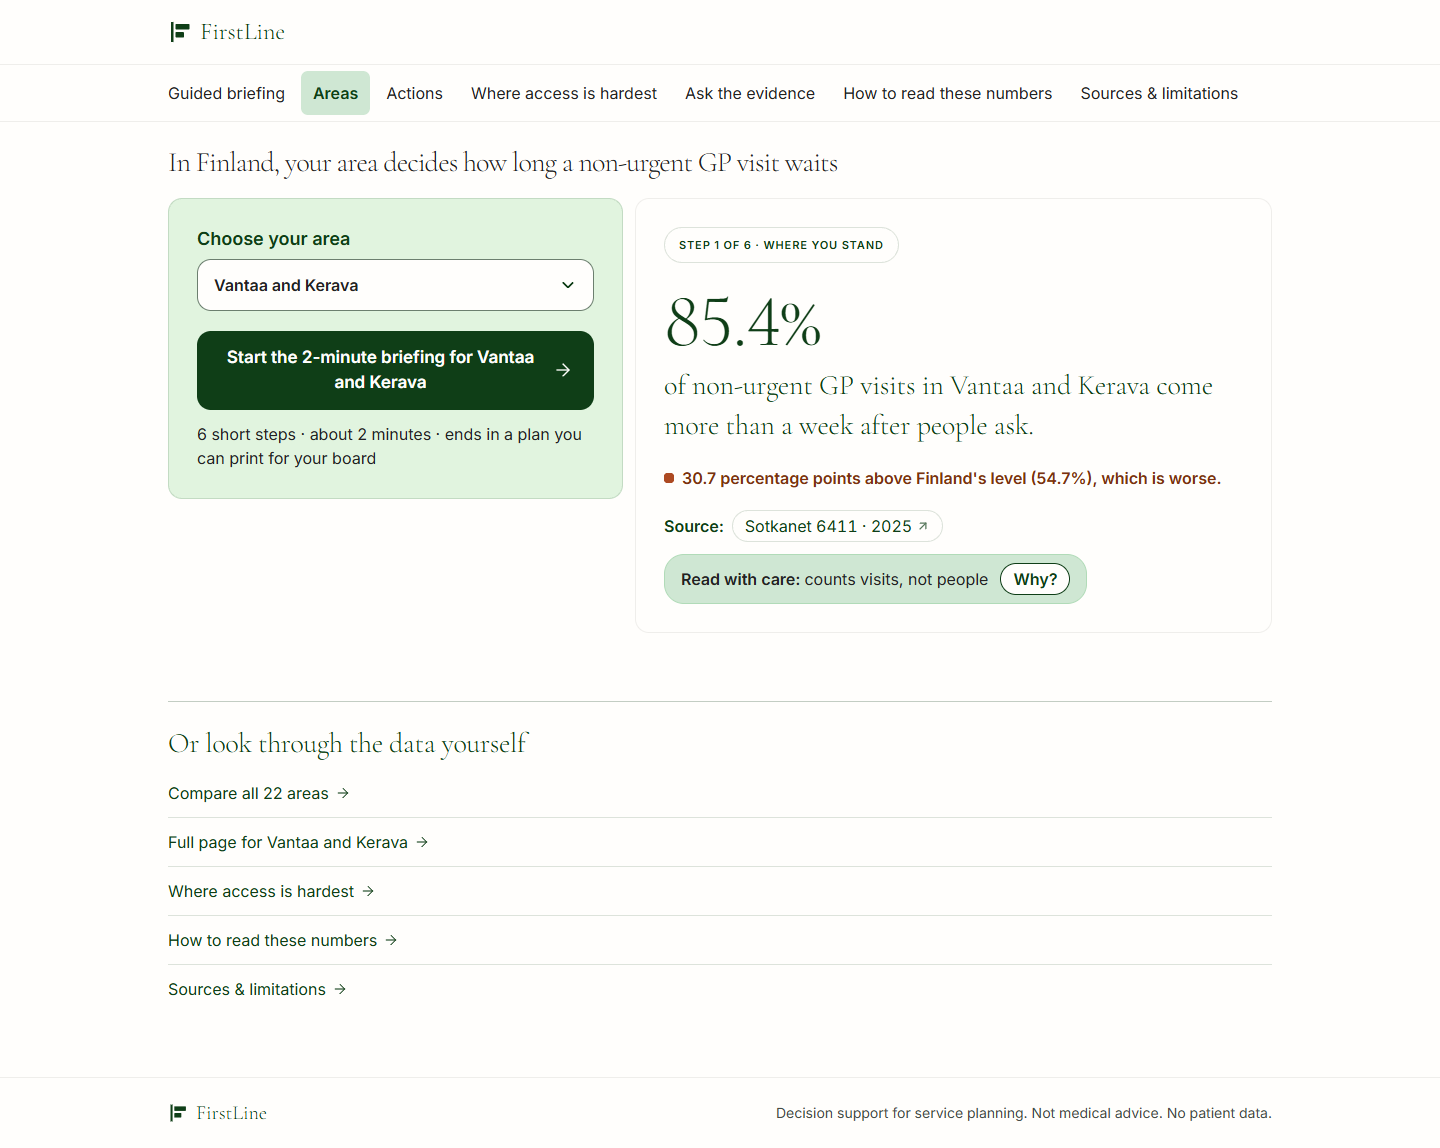 FirstLine
Guided briefing
Areas
Actions
Where access is hardest
Ask the evidence
How to read these numbers
Sources & limitations
In Finland, your area decides how long a non-urgent GP visit waits
Choose your area
Vantaa and Kerava
Start the 2-minute briefing for Vantaa
and Kerava
6 short steps · about 2 minutes · ends in a plan you
can print for your board
STEP 1 OF 6 · WHERE YOU STAND
85.4%
of non-urgent GP visits in Vantaa and Kerava come
more than a week after people ask.
30.7 percentage points above Finland's level (54.7%), which is worse.
Source: Sotkanet 6411 · 2025
Read with care: counts visits, not people Why?
Or look through the data yourself
Compare all 22 areas
Full page for Vantaa and Kerava
Where access is hardest
How to read these numbers
Sources & limitations
FirstLine
Decision support for service planning. Not medical advice. No patient data.